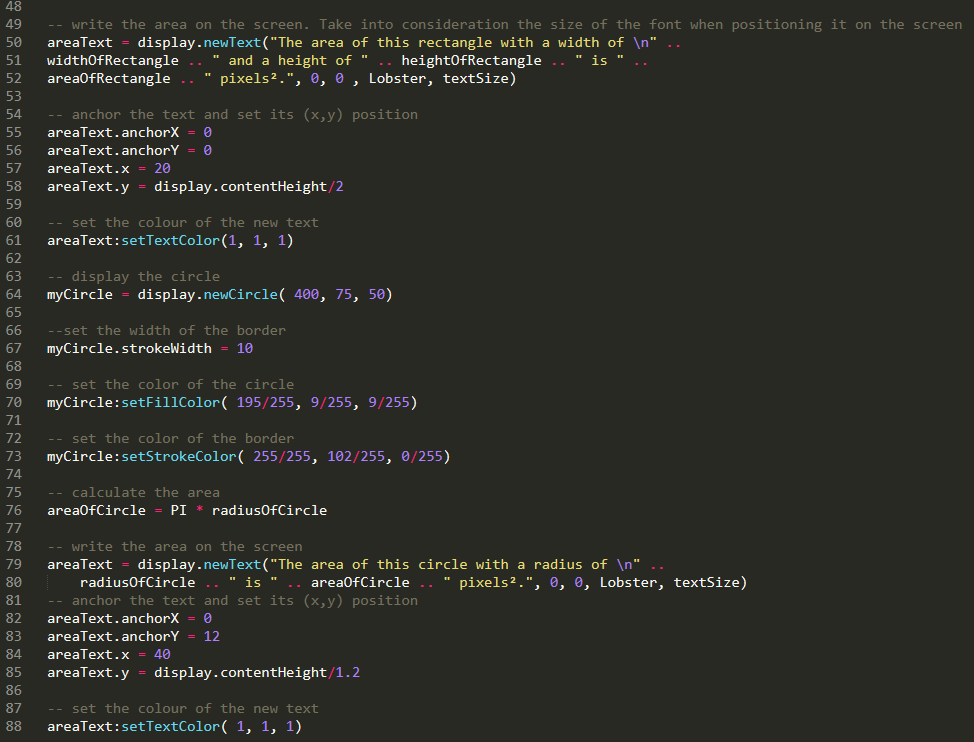 48
49 -- write the area on the screen. Take into consideration the size of the font when positioning it on the screen
50 areaText = display.newText("The area of this rectangle with a width of \n" ..
51 widthOfRectangle .. " and a height of " .. heightOfRectangle .. " is " ..
52 areaOfRectangle .. " pixels².", 0, 0 , Lobster, textSize)
53
54 -- anchor the text and set its (x,y) position
55 areaText.anchorX = 0
56 areaText.anchorY = 0
57 areaText.x = 20
58 areaText.y = display.contentHeight/2
59
60 -- set the colour of the new text
61 areaText:setTextColor(1, 1, 1)
62
63 -- display the circle
64 myCircle = display.newCircle( 400, 75, 50)
65
66 --set the width of the border
67 myCircle.strokeWidth = 10
68
69 -- set the color of the circle
70 myCircle:setFillColor( 195/255, 9/255, 9/255)
71
72 -- set the color of the border
73 myCircle:setStrokeColor( 255/255, 102/255, 0/255)
74
75 -- calculate the area
76 areaOfCircle = PI * radiusOfCircle
77
78 -- write the area on the screen
79 areaText = display.newText("The area of this circle with a radius of \n" ..
80     radiusOfCircle .. " is " .. areaOfCircle .. " pixels².", 0, 0, Lobster, textSize)
81 -- anchor the text and set its (x,y) position
82 areaText.anchorX = 0
83 areaText.anchorY = 12
84 areaText.x = 40
85 areaText.y = display.contentHeight/1.2
86
87 -- set the colour of the new text
88 areaText:setTextColor( 1, 1, 1)